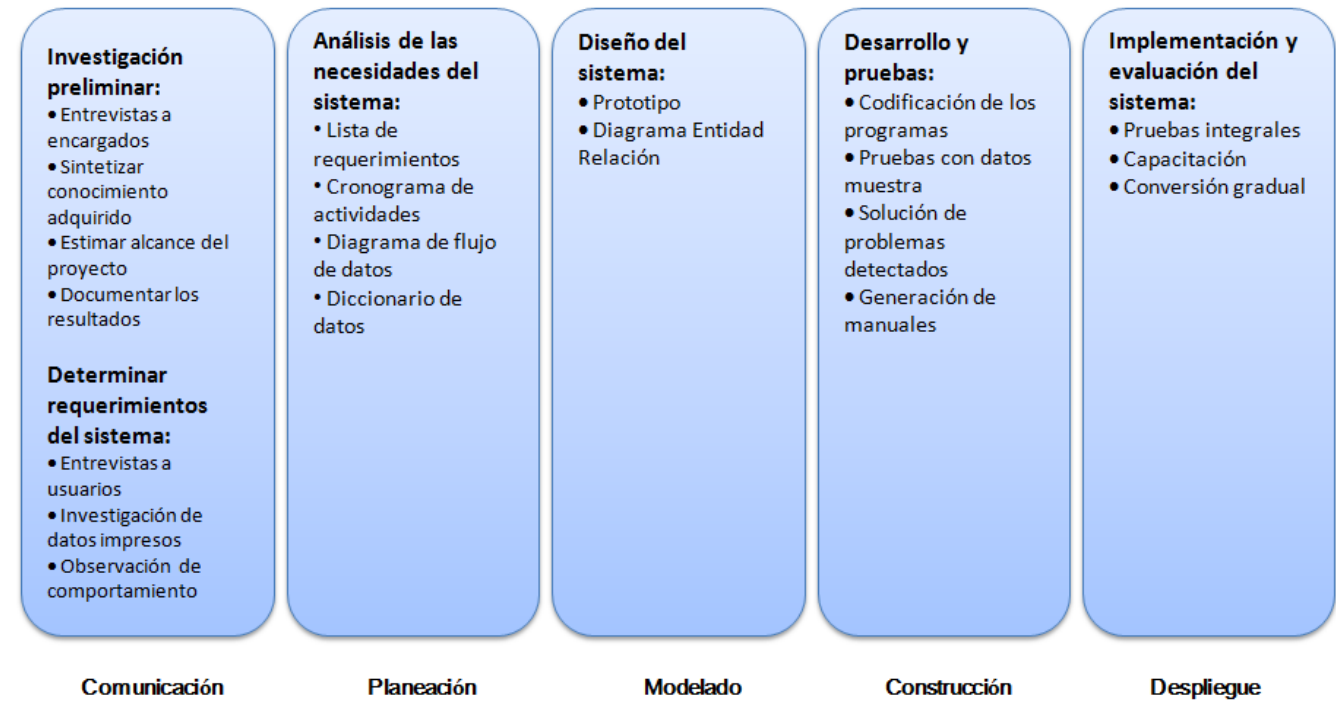 Investigación
preliminar:
• Entrevistas a
encargados
• Sintetizar
conocimiento
adquirido
• Estimar alcance del
proyecto
• Documentar los
resultados
Determinar
requerimientos
del sistema:
• Entrevistas a
usuarios
• Investigación de
datos impresos
• Observación de
comportamiento
Comunicación
Análisis de las
necesidades del
sistema:
• Lista de
requerimientos
• Cronograma de
actividades
• Diagrama de flujo
de datos
• Diccionario de
datos
Planeación
Diseño del
sistema:
• Prototipo
• Diagrama Entidad
Relación
Modelado
Desarrollo y
pruebas:
• Codificación de los
programas
• Pruebas con datos
muestra
• Solución de
problemas
detectados
• Generación de
manuales
Construcción
Implementación y
evaluación del
sistema:
• Pruebas integrales
• Capacitación
• Conversión gradual
Despliegue